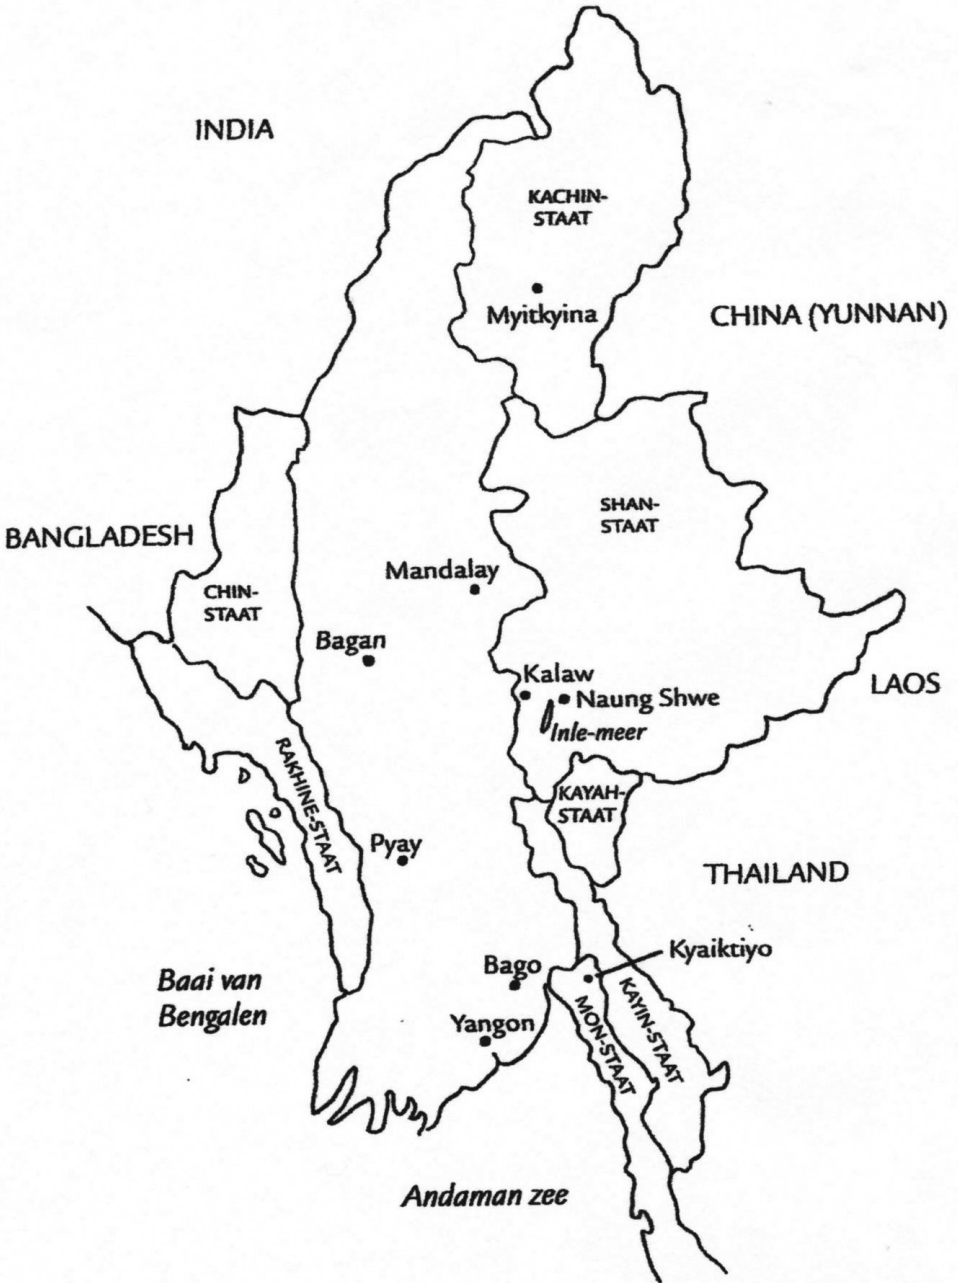 INDIA
KACHIN-
STAAT
Myitkyina
CHINA (YUNNAN)
SHAN-
STAAT
BANGLADESH
Mandalay
CHIN-
STAAT
Bagan
Kalaw
Naung Shwe
LAOS
Inle-meer
RAKHINE-STAAT
KAYAH-
STAAT
Pyay
THAILAND
Kyaiktiyo
Bago
Baai van
Bengalen
KAYIN-STAAT
MON-STAAT
Yangon
Andaman zee